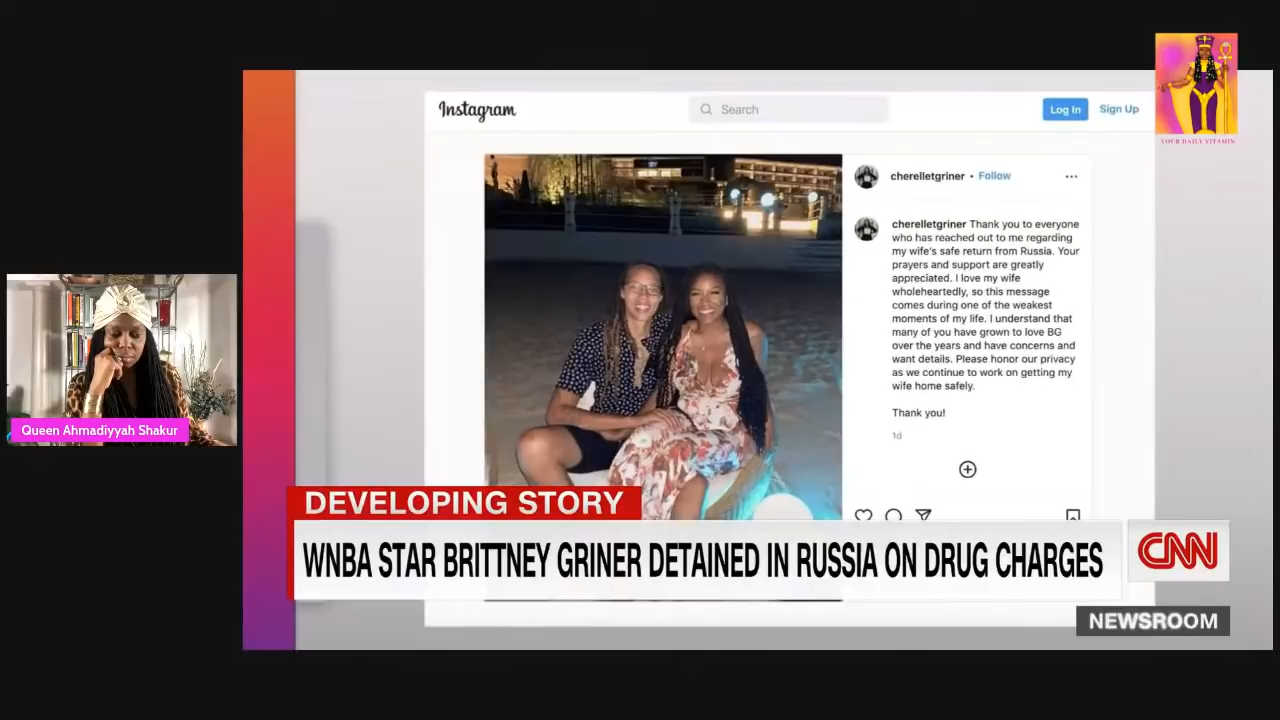 Instagram
Search
Log In
Sign Up
YOUR DAILY VITAMIN
cherelletgriner • Follow
cherelletgriner Thank you to everyone
who has reached out to me regarding
my wife's safe return from Russia. Your
prayers and support are greatly
appreciated. I love my wife
wholeheartedly, so this message
comes during one of the weakest
moments of my life. I understand that
many of you have grown to love BG
over the years and have concerns and
want details. Please honor our privacy
as we continue to work on getting my
wife home safely.
Thank you!
1d
Queen Ahmadiyyah Shakur
DEVELOPING STORY
WNBA STAR BRITTNEY GRINER DETAINED IN RUSSIA ON DRUG CHARGES
CNN
NEWSROOM